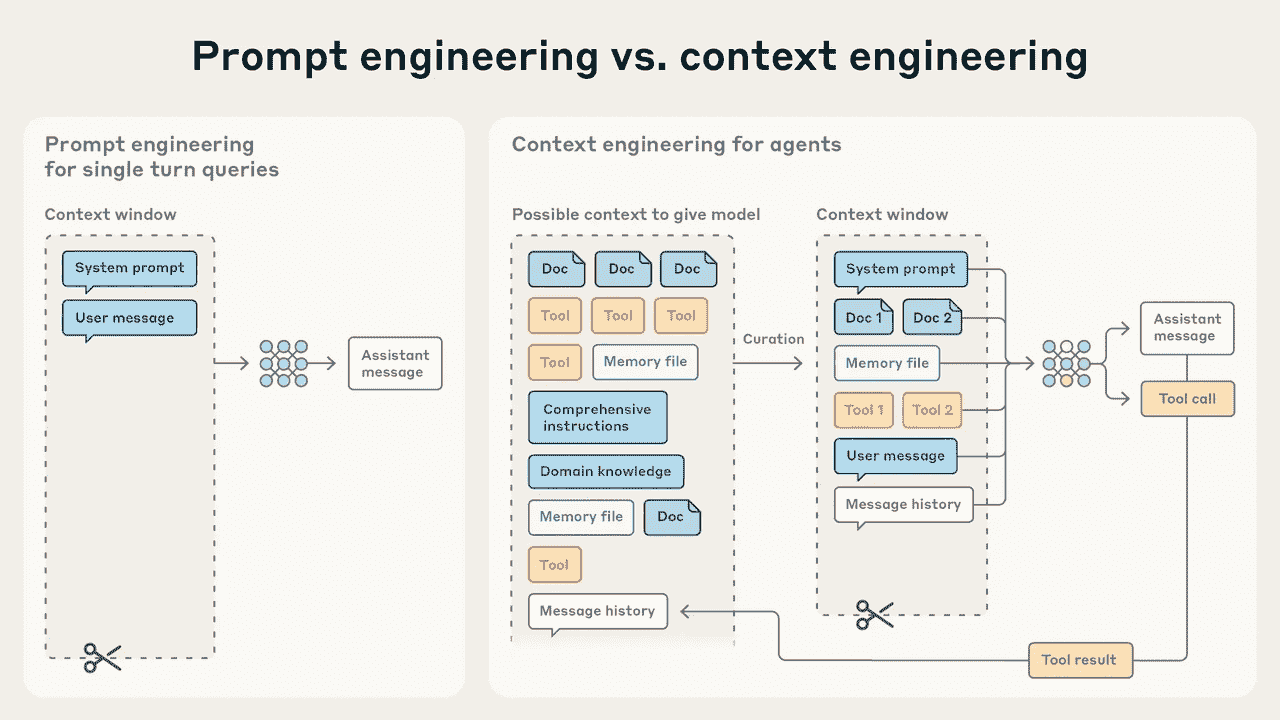 Prompt engineering vs. context engineering
Prompt engineering
for single turn queries
Context window
System prompt
User message
Assistant
message
Context engineering for agents
Possible context to give model
Doc
Doc
Doc
Tool
Tool
Tool
Tool
Memory file
Comprehensive
instructions
Domain knowledge
Memory file
Doc
Tool
Message history
Curation
Context window
System prompt
Doc 1
Doc 2
Memory file
Tool 1
Tool 2
User message
Message history
Assistant
message
Tool call
Tool result